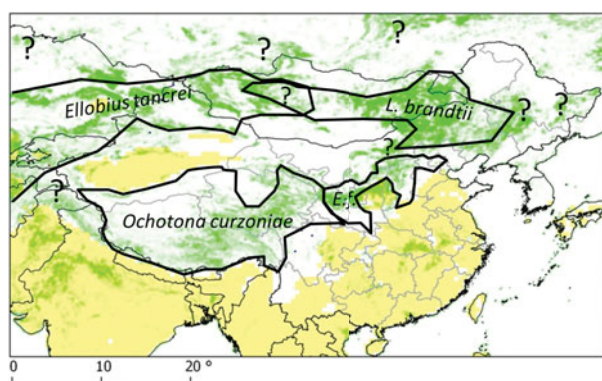 ?
?
?
Ellobius tancrei
?
L. brandtii
?
?
?
?
Ochotona curzoniae
E.f.
0 10 20 °